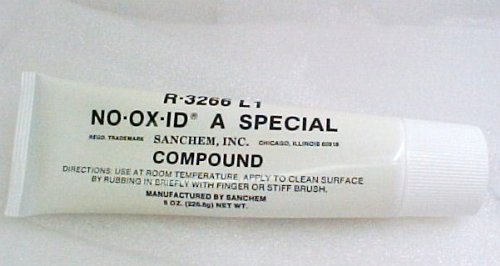 R-3266 L1
NO·OX·ID® A SPECIAL
REGD. TRADEMARK SANCHEM, INC. CHICAGO, ILLINOIS 60618
COMPOUND
DIRECTIONS: USE AT ROOM TEMPERATURE. APPLY TO CLEAN SURFACE
BY RUBBING IN BRIEFLY WITH FINGER OR STIFF BRUSH.
MANUFACTURED BY SANCHEM
8 OZ. (226.8g) NET WT.